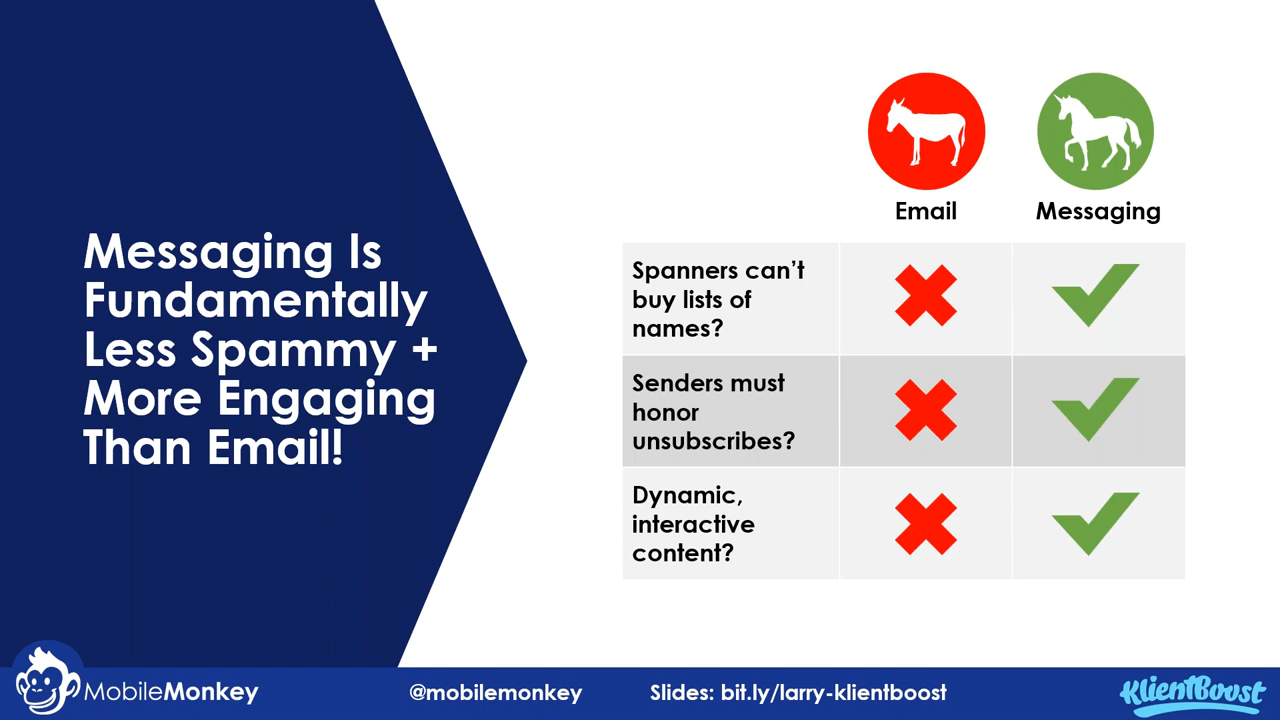 Messaging Is
Fundamentally
Less Spammy +
More Engaging
Than Email!
Email
Messaging
Spanners can't
buy lists of
names?
Senders must
honor
unsubscribes?
Dynamic,
interactive
content?
MobileMonkey
@mobilemonkey
Slides: bit.ly/larry-klientboost
KlientBoost